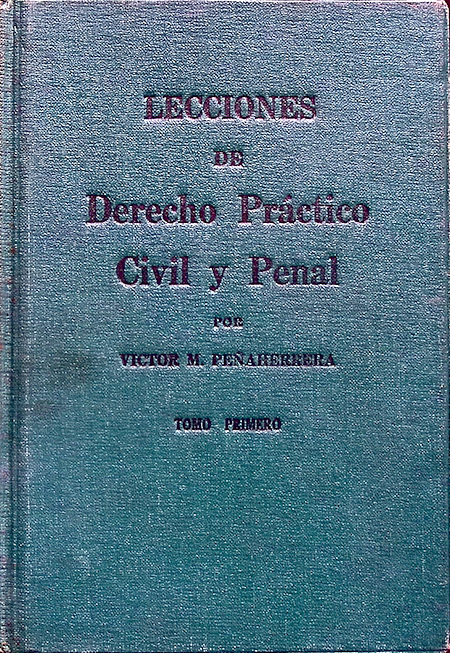 LECCIONES
DE
Derecho Práctico
Civil y Penal
POR
VICTOR M. PEÑAHERRERA
TOMO PRIMERO